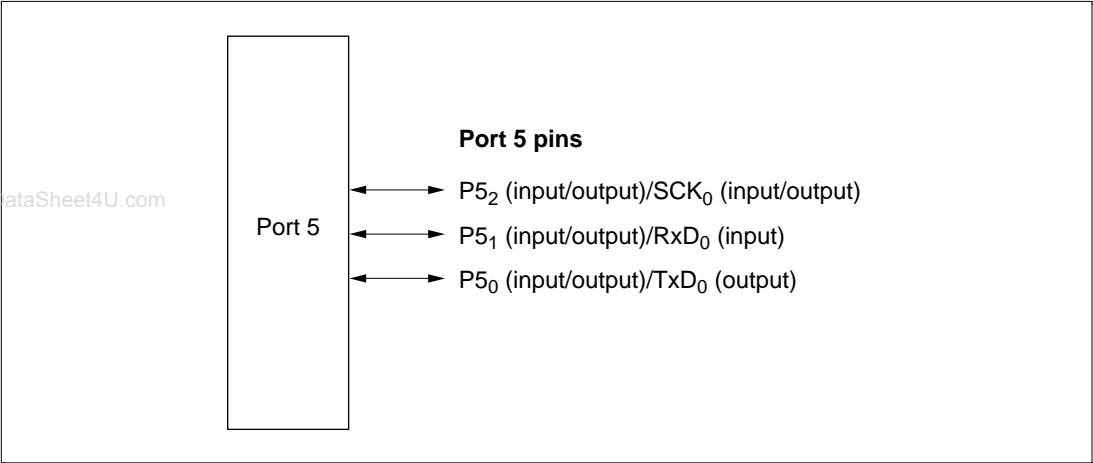 Port 5 pins
P5₂ (input/output)/SCK₀ (input/output)
P5₁ (input/output)/RxD₀ (input)
P5₀ (input/output)/TxD₀ (output)
Port 5
DataSheet4U.com